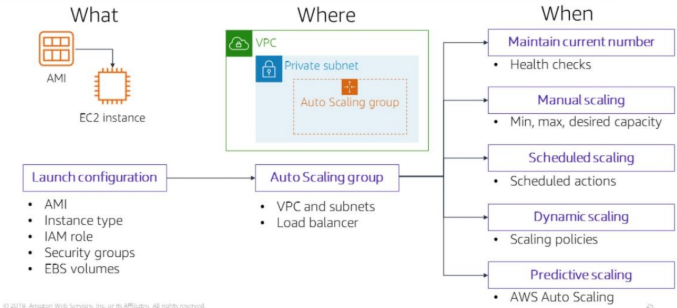 What
Where
When
AMI
EC2 instance
VPC
Private subnet
Auto Scaling group
Launch configuration
• AMI
• Instance type
• IAM role
• Security groups
• EBS volumes
Auto Scaling group
• VPC and subnets
• Load balancer
Maintain current number
• Health checks
Manual scaling
• Min, max, desired capacity
Scheduled scaling
• Scheduled actions
Dynamic scaling
• Scaling policies
Predictive scaling
• AWS Auto Scaling
© 2019, Amazon Web Services, Inc. or its Affiliates. All rights reserved.